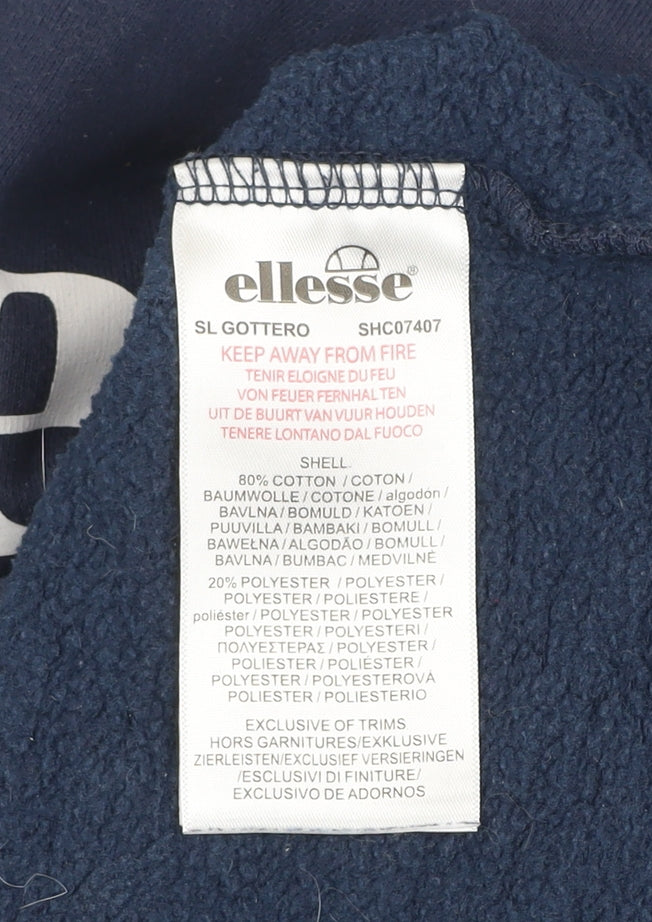 ellesse®
SL GOTTERO SHC07407
KEEP AWAY FROM FIRE
TENIR ELOIGNE DU FEU
VON FEUER FERNHALTEN
UIT DE BUURT VAN VUUR HOUDEN
TENERE LONTANO DAL FUOCO
SHELL
80% COTTON / COTON /
BAUMWOLLE / COTONE / algodón /
BAVLNA / BOMULD / KATOEN /
PUUVILLA / BAMBAKI / BOMULL /
BAWEŁNA / ALGODÃO / BOMULL /
BAVLNA / BUMBAC / MEDVILNĖ
20% POLYESTER / POLYESTER /
POLYESTER / POLIESTERE /
poliéster / POLYESTER / POLYESTER
POLYESTER / POLYESTERI /
ΠΟΛΥΕΣΤΕΡΑΣ / POLYESTER /
POLIESTER / POLIÉSTER /
POLYESTER / POLYESTEROVÁ
POLIESTER / POLIESTERIO
EXCLUSIVE OF TRIMS
HORS GARNITURES/EXKLUSIVE
ZIERLEISTEN/EXCLUSIEF VERSIERINGEN
/ESCLUSIVI DI FINITURE/
EXCLUSIVO DE ADORNOS